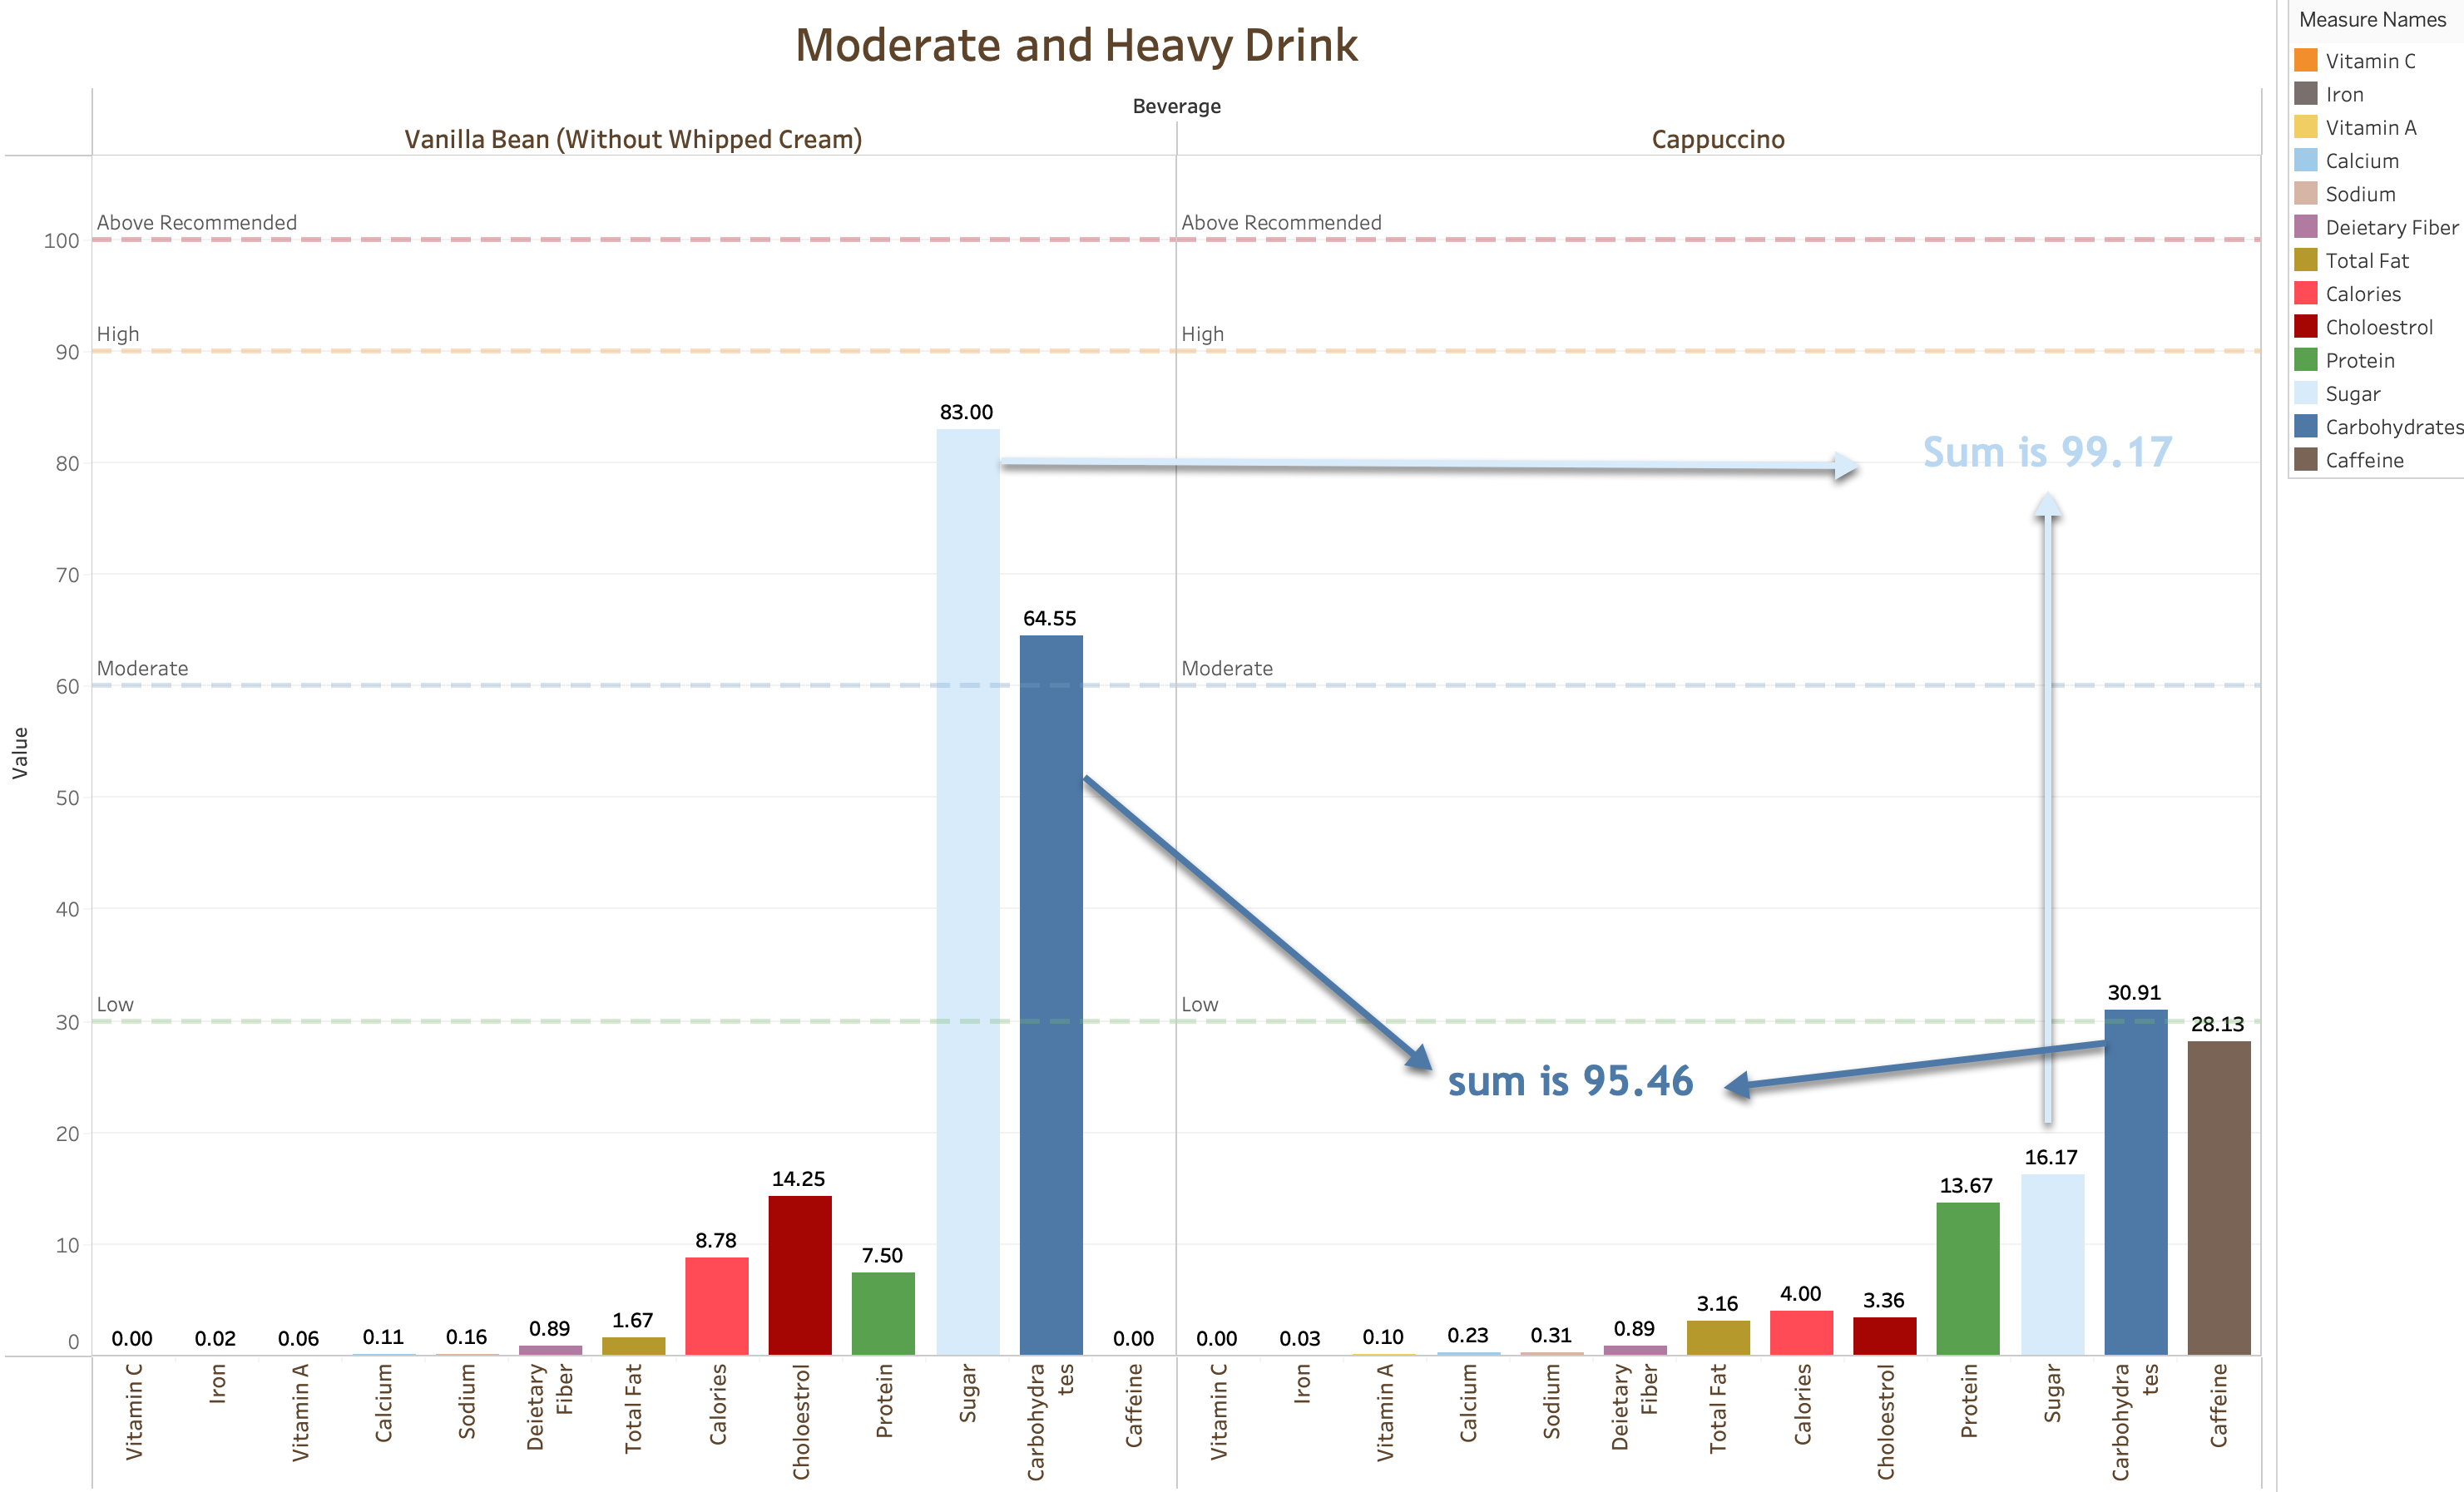 Moderate and Heavy Drink
Beverage
Vanilla Bean (Without Whipped Cream)
Cappuccino
Value
100
90
80
70
60
50
40
30
20
10
0
Above Recommended
High
Moderate
Low
0.00
0.02
0.06
0.11
0.16
0.89
1.67
8.78
14.25
7.50
83.00
64.55
0.00
Vitamin C
Iron
Vitamin A
Calcium
Sodium
Deietary
Fiber
Total Fat
Calories
Choloestrol
Protein
Sugar
Carbohydra
tes
Caffeine
Above Recommended
High
Moderate
Low
Sum is 99.17
sum is 95.46
0.00
0.03
0.10
0.23
0.31
0.89
3.16
4.00
3.36
13.67
16.17
30.91
28.13
Vitamin C
Iron
Vitamin A
Calcium
Sodium
Deietary
Fiber
Total Fat
Calories
Choloestrol
Protein
Sugar
Carbohydra
tes
Caffeine
Measure Names
Vitamin C
Iron
Vitamin A
Calcium
Sodium
Deietary Fiber
Total Fat
Calories
Choloestrol
Protein
Sugar
Carbohydrates
Caffeine